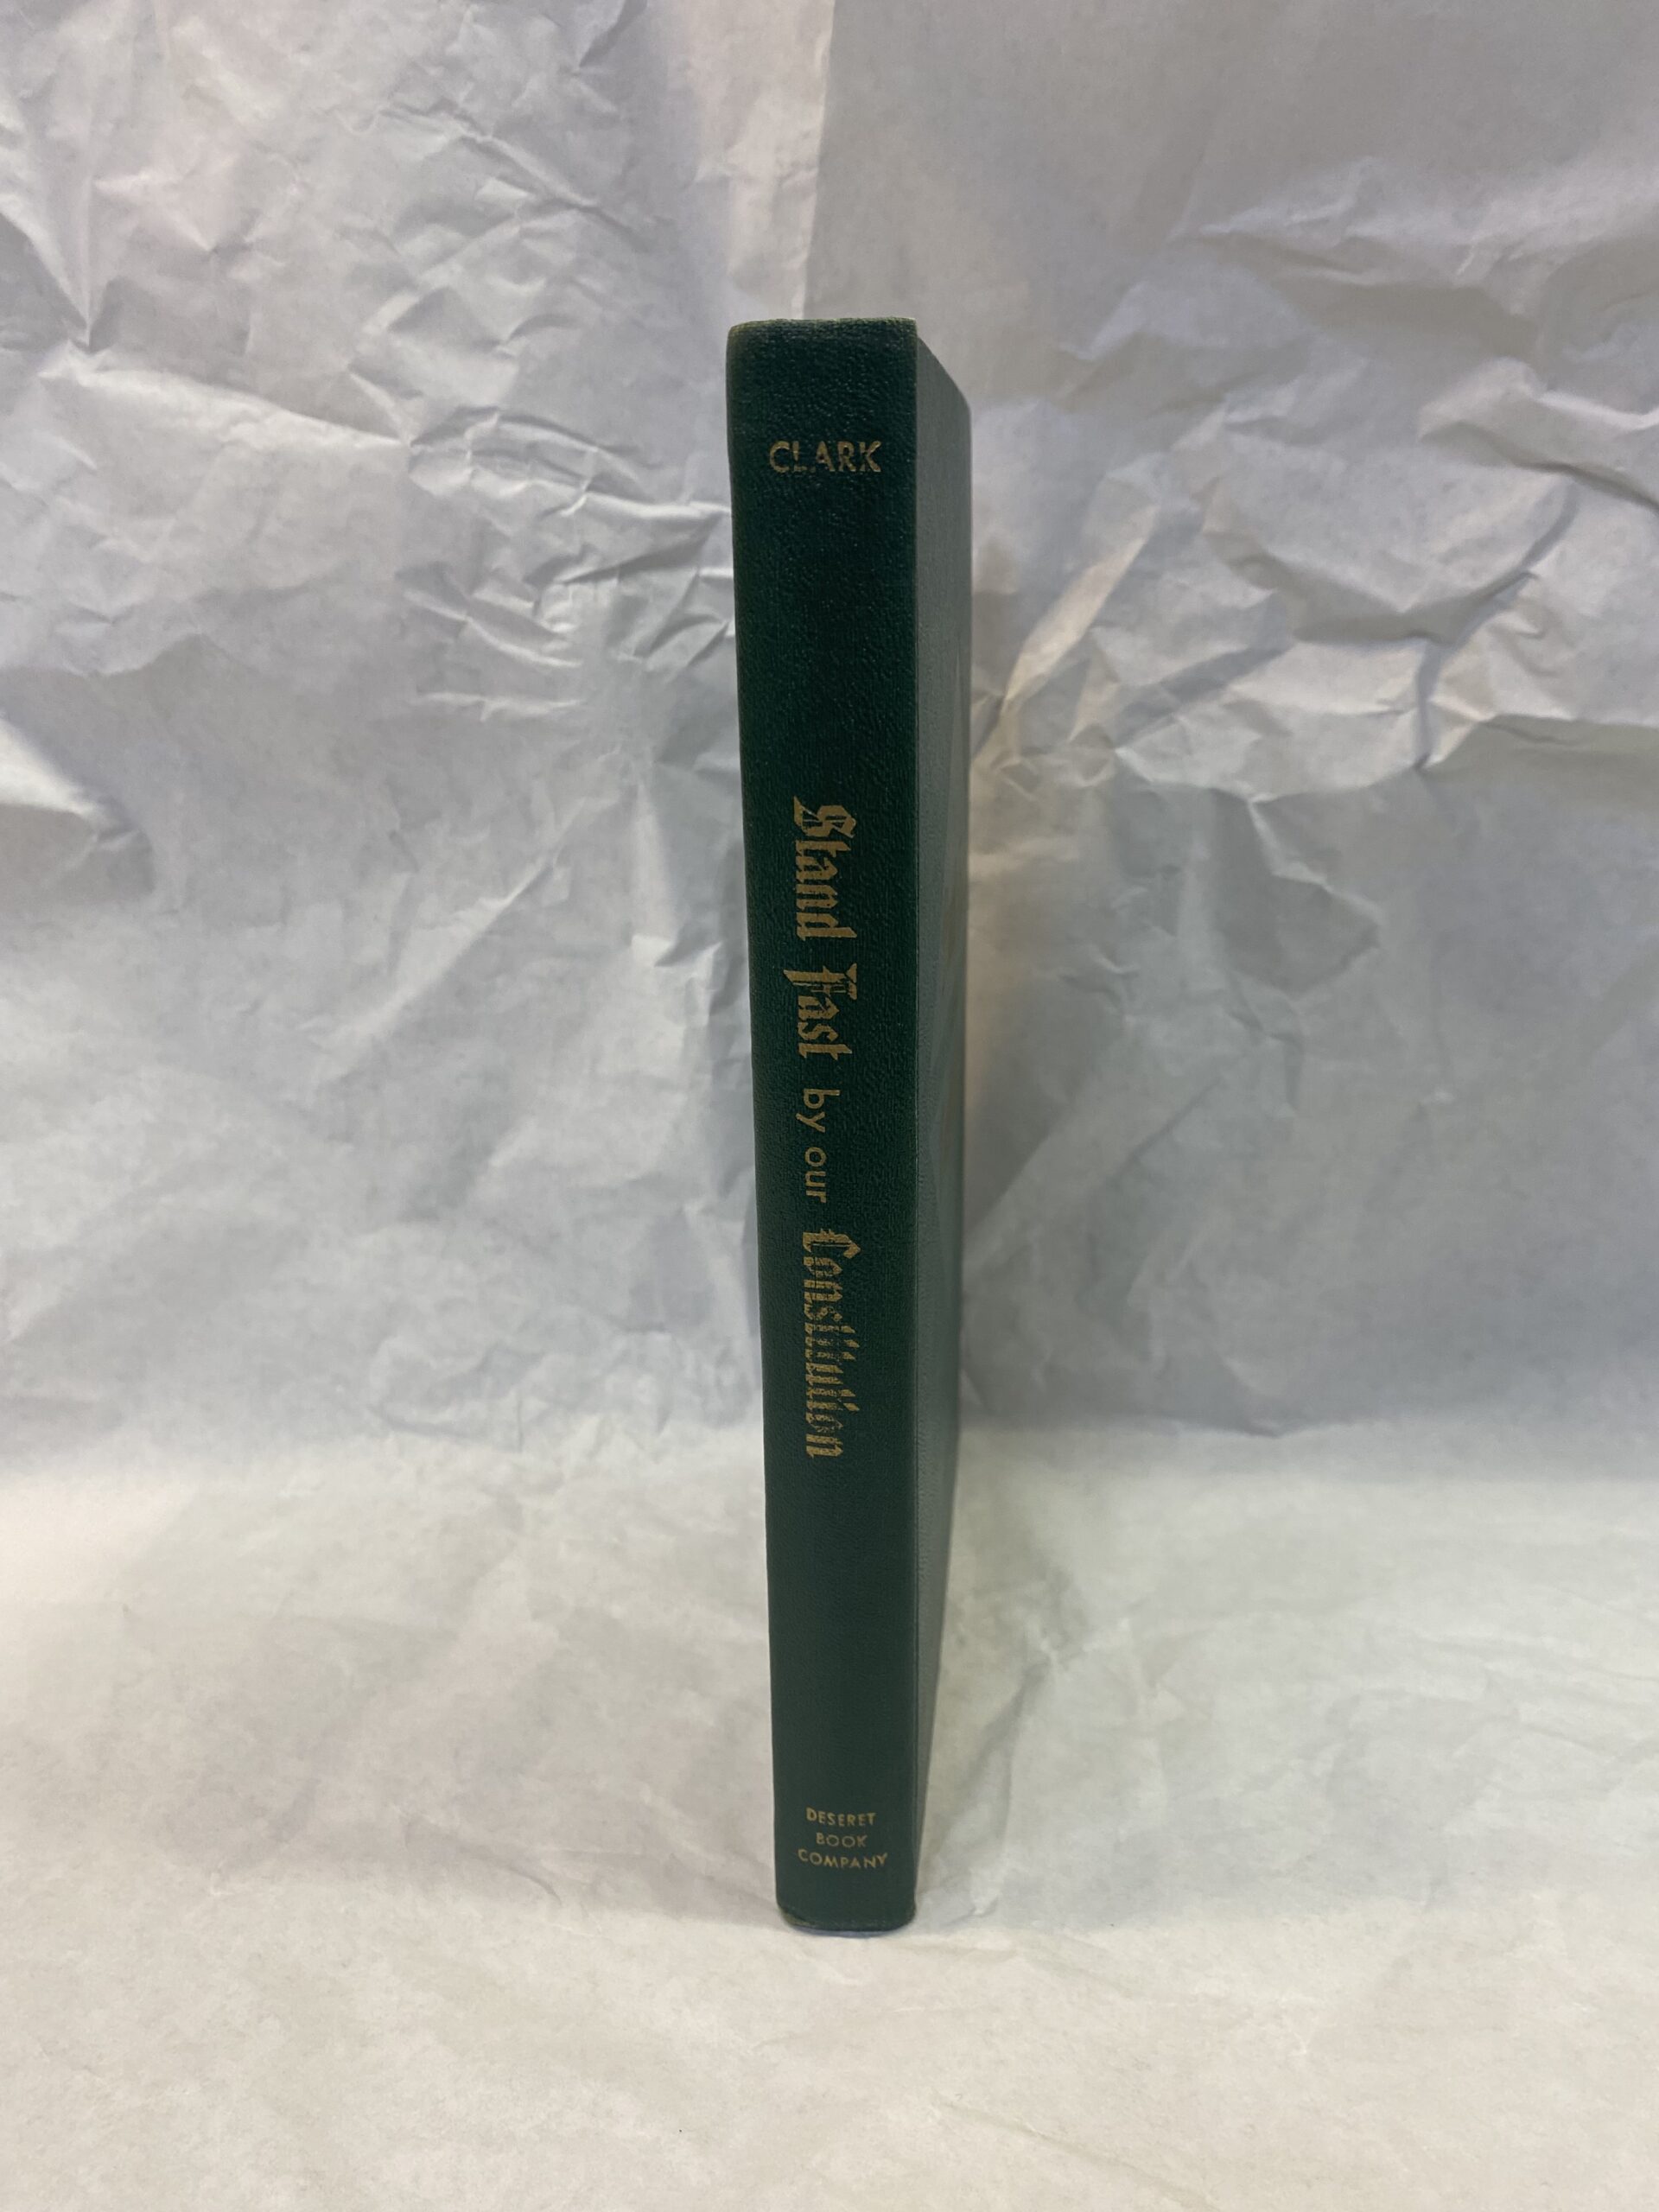 CLARK
Stand Fast by our Constitution
DESERET
BOOK
COMPANY